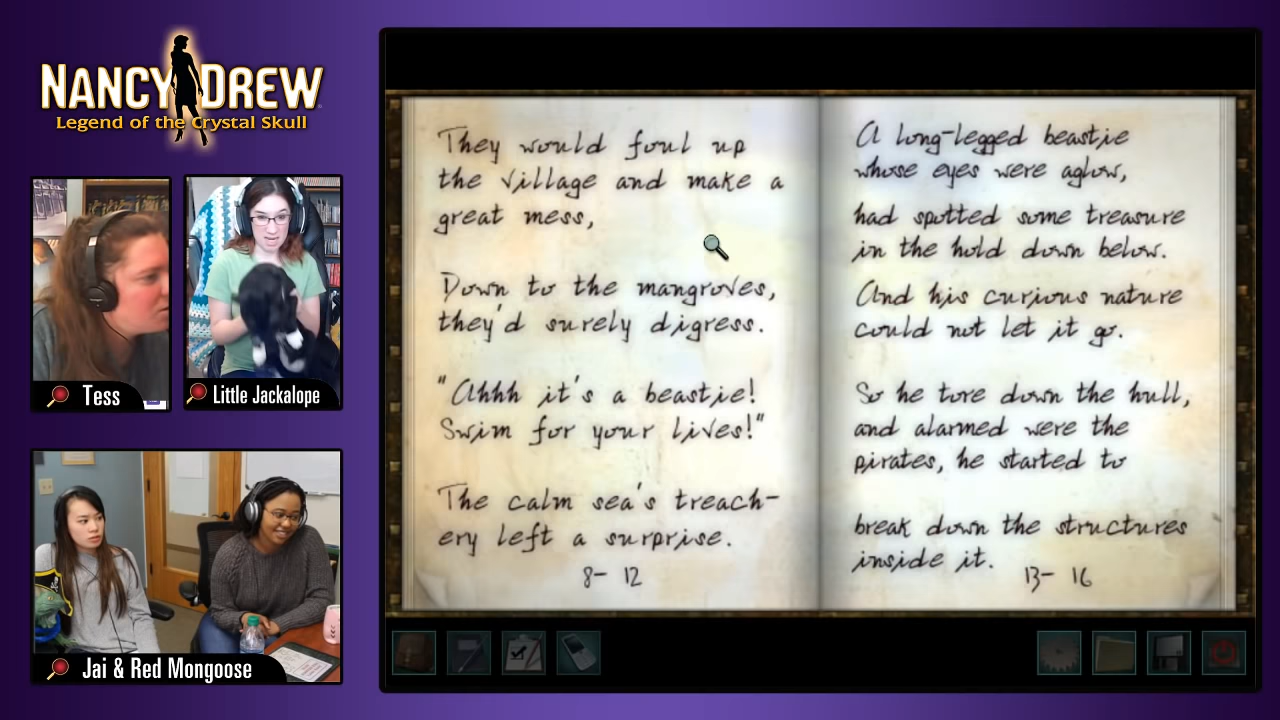 NANCY DREW
Legend of the Crystal Skull
Tess
Little Jackalope
Jai & Red Mongoose
They would foul up
the village and make a
great mess,
Down to the mangroves,
they'd surely digress.
"Ahhh it's a beastie!
Swim for your lives!"
The calm sea's treach-
ery left a surprise.
8- 12
A long-legged beastie
whose eyes were aglow,
had spotted some treasure
in the hold down below.
And his curious nature
could not let it go.
So he tore down the hull,
and alarmed were the
pirates, he started to
break down the structures
inside it.
13- 16